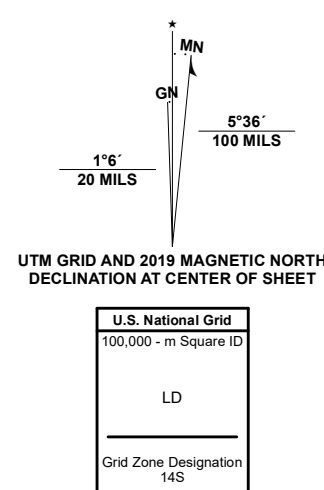 MN
GN
5°36´
100 MILS
1°6´
20 MILS
UTM GRID AND 2019 MAGNETIC NORTH
DECLINATION AT CENTER OF SHEET
U.S. National Grid
100,000 - m Square ID
LD
Grid Zone Designation
14S